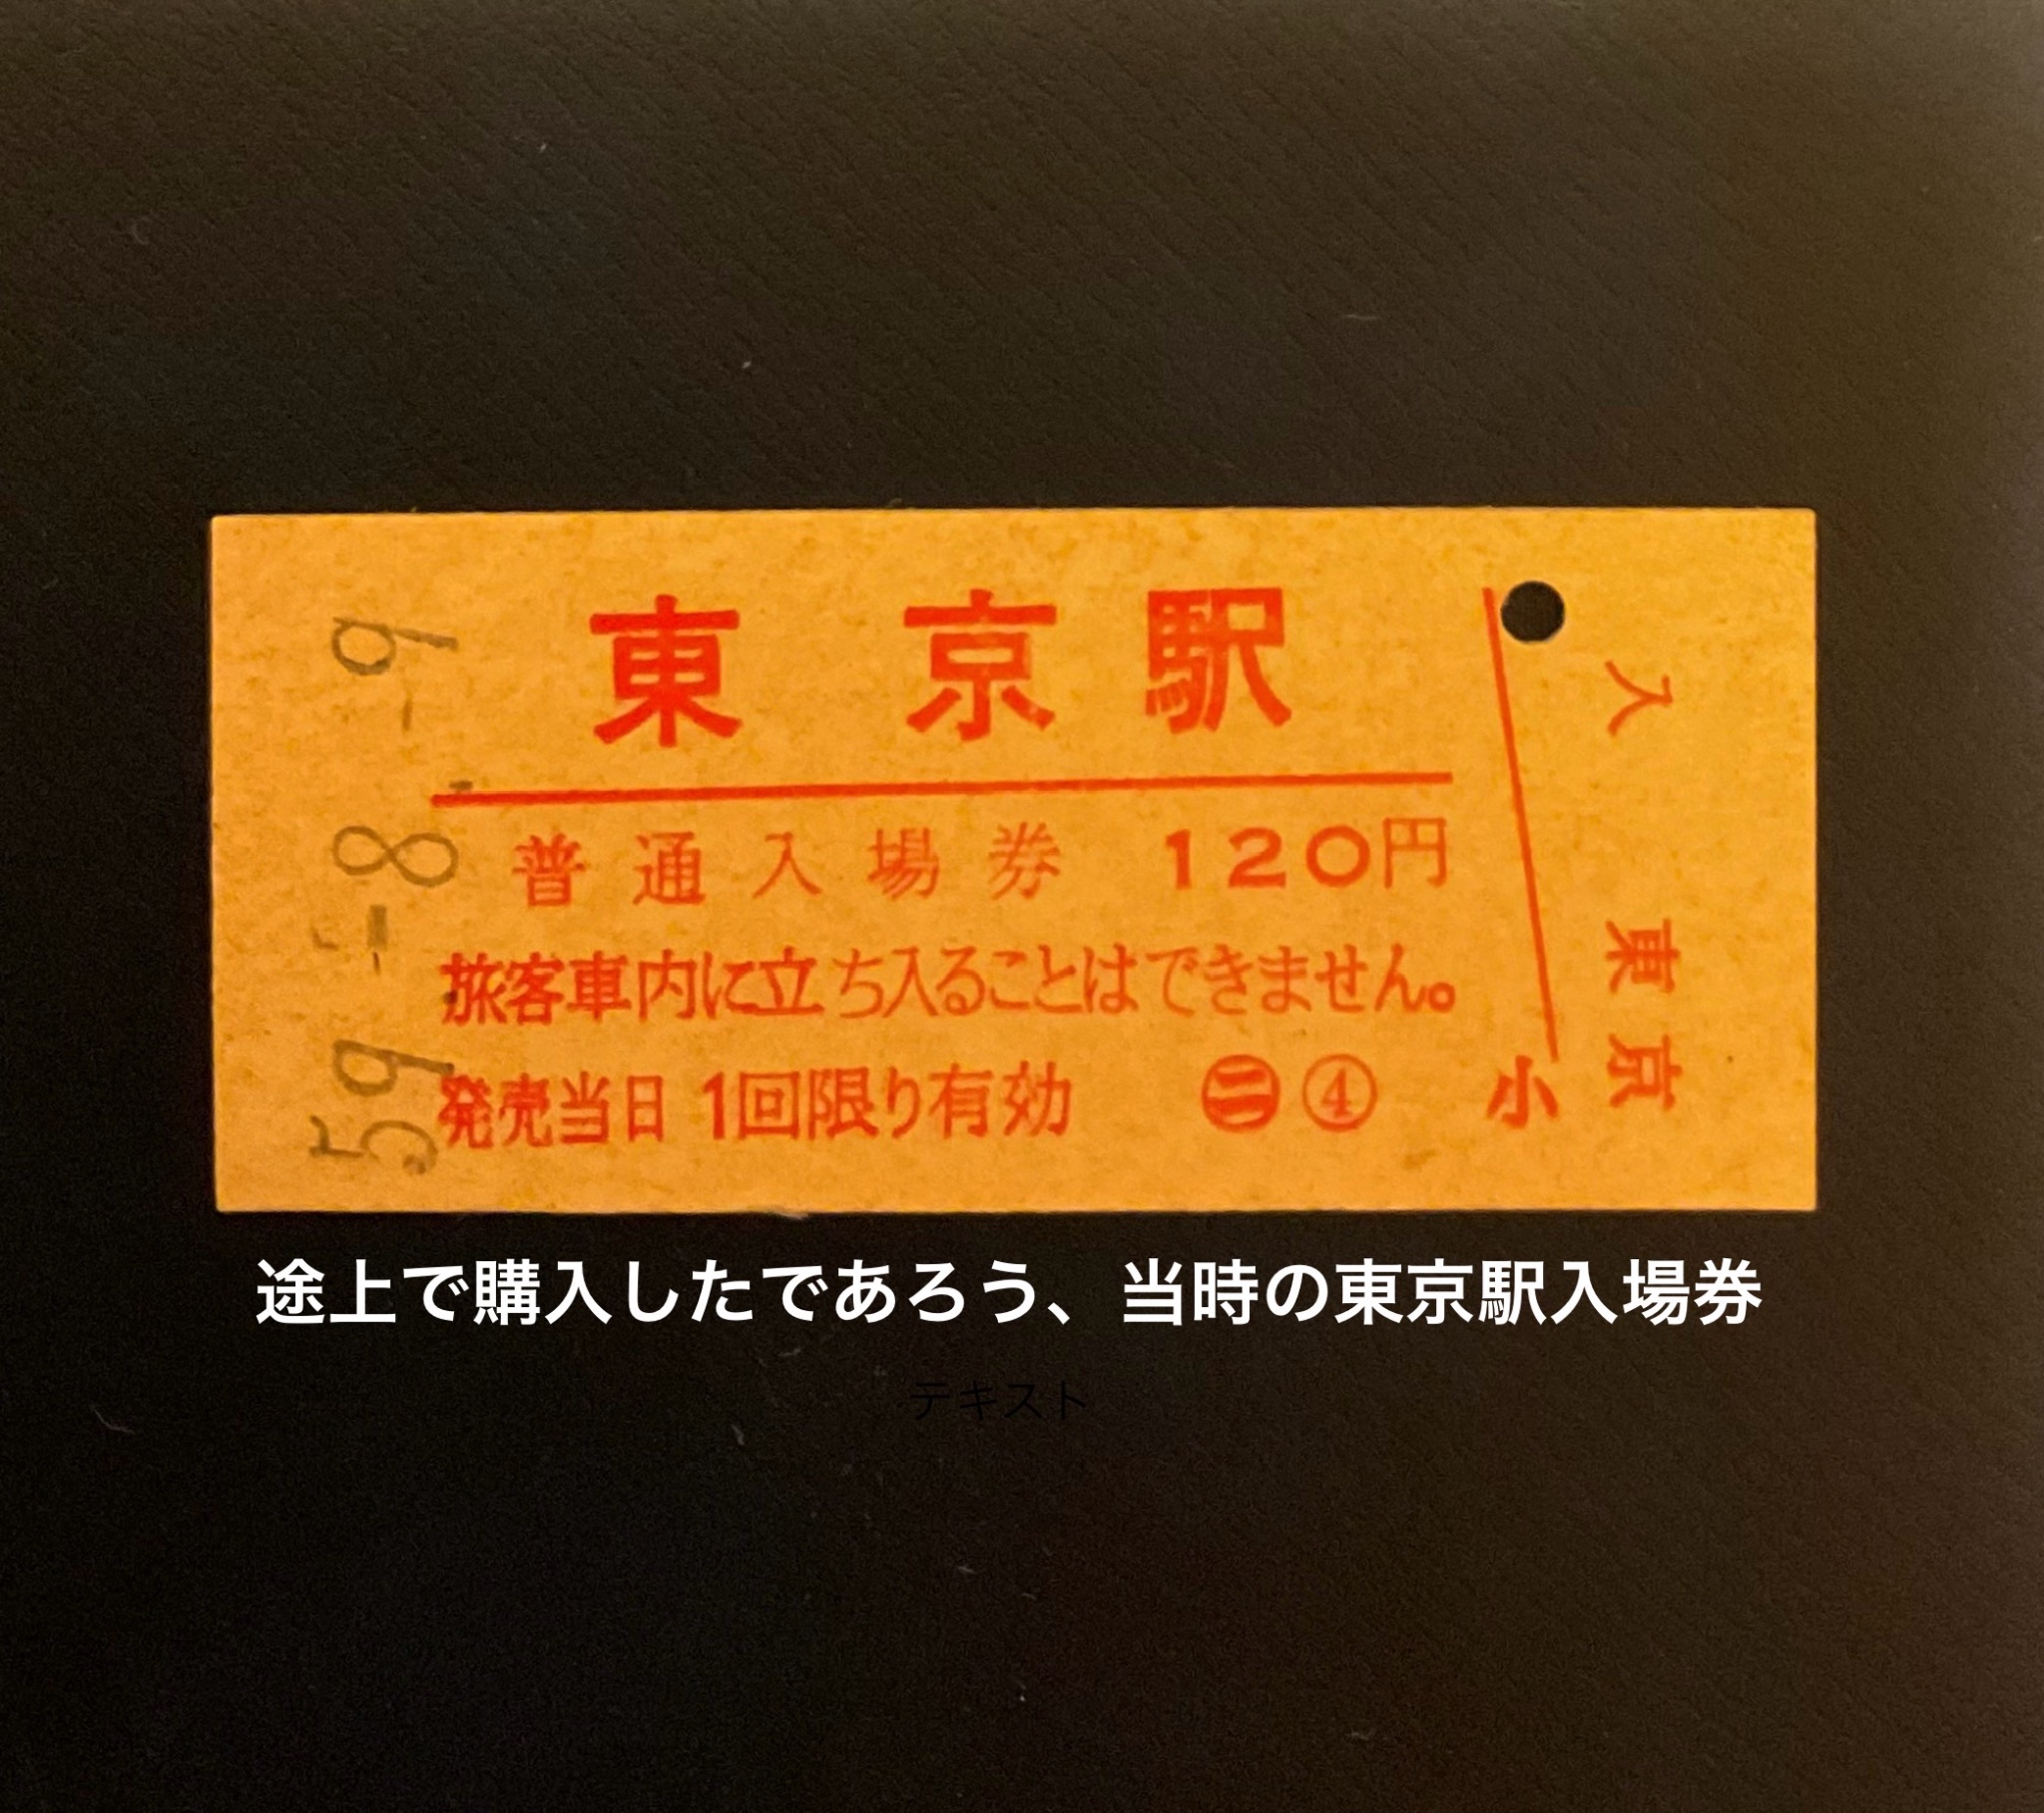 東京駅
普通入場券 120円
旅客車内に立ち入ることはできません。
発売当日1回限り有効 ㊁ ④
小
入 東京
59.-8.-9
途上で購入したであろう、当時の東京駅入場券
テキスト